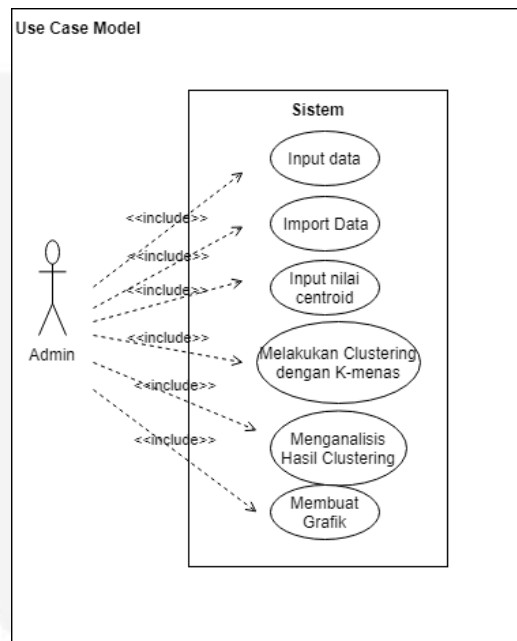 Use Case Model
Sistem
Input data
<<include>>
Import Data
<<include>>
<<include>>
Input nilai
centroid
Admin
<<include>>
Melakukan Clustering
dengan K-menas
<<include>>
Menganalisis
Hasil Clustering
<<include>>
Membuat
Grafik